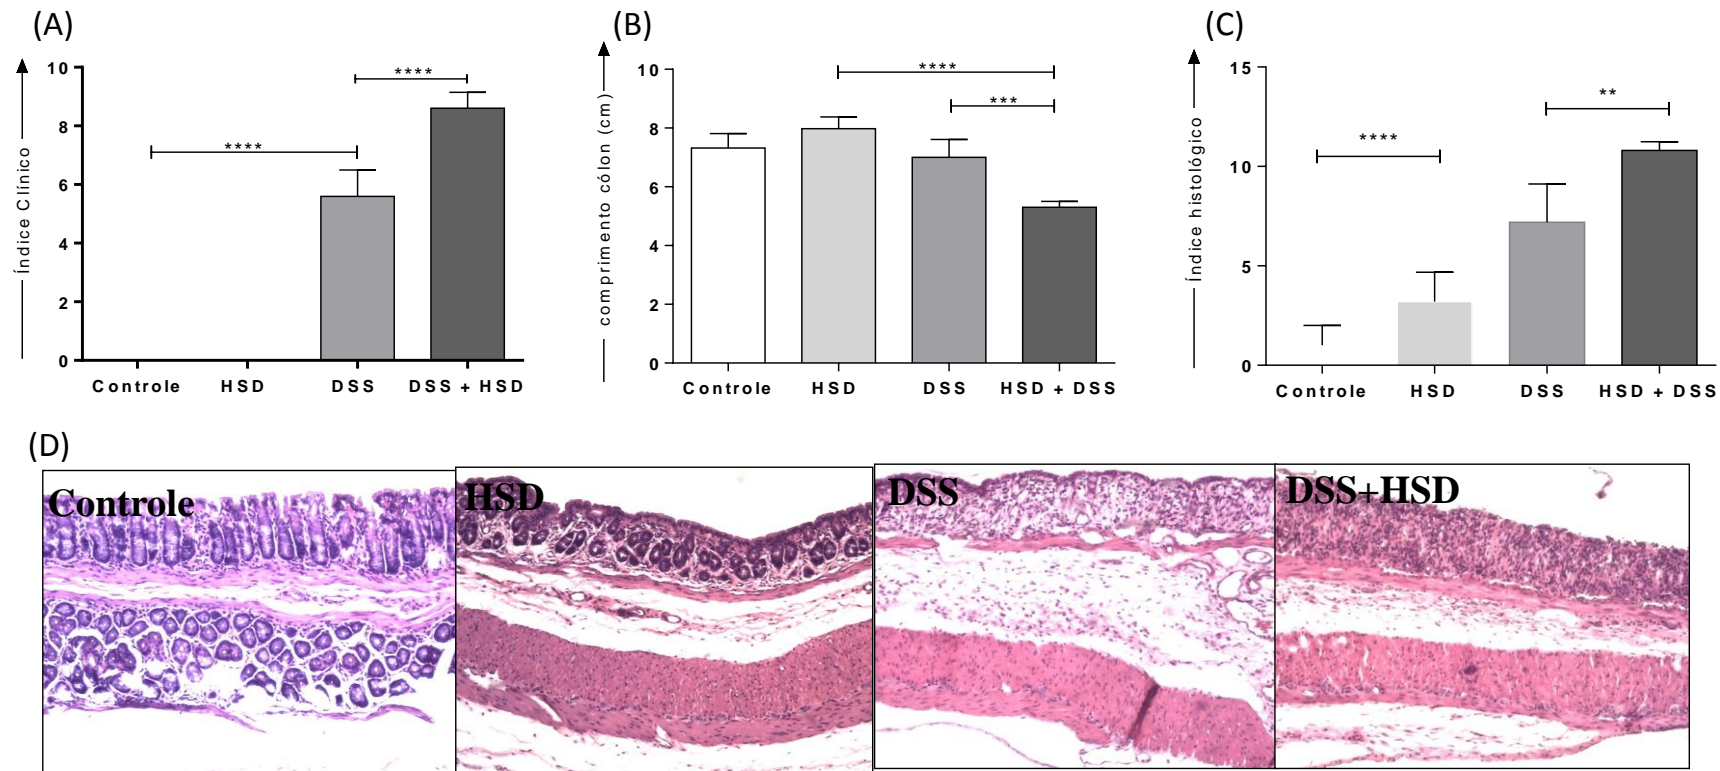 (A)
Índice Clínico
10
8
6
4
2
0
****
****
Controle
HSD
DSS
DSS + HSD
(B)
comprimento cólon (cm)
10
8
6
4
2
0
****
***
Controle
HSD
DSS
HSD + DSS
(C)
Índice histológico
15
10
5
0
****
**
Controle
HSD
DSS
HSD + DSS
(D)
Controle
HSD
DSS
DSS+HSD